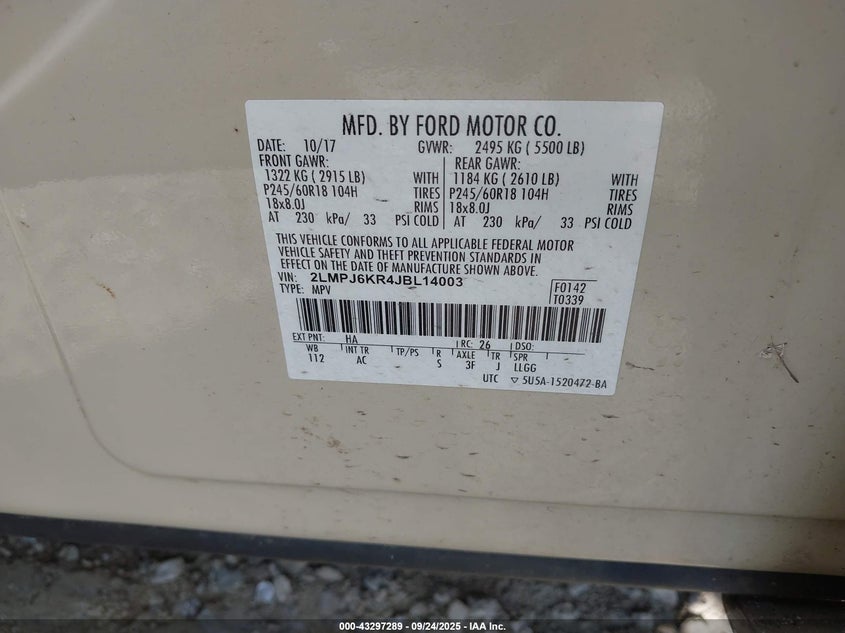 MFD. BY FORD MOTOR CO.
DATE: 10/17 GVWR: 2495 KG ( 5500 LB)
FRONT GAWR: REAR GAWR:
1322 KG ( 2915 LB) WITH 1184 KG ( 2610 LB) WITH
P245/60R18 104H TIRES P245/60R18 104H TIRES
18x8.0J RIMS 18x8.0J RIMS
AT 230 kPa/ 33 PSI COLD AT 230 kPa/ 33 PSI COLD
THIS VEHICLE CONFORMS TO ALL APPLICABLE FEDERAL MOTOR
VEHICLE SAFETY AND THEFT PREVENTION STANDARDS IN
EFFECT ON THE DATE OF MANUFACTURE SHOWN ABOVE.
VIN: 2LMPJ6KR4JBL14003 F0142
TYPE: MPV T0339
EXT PNT: HA RC: 26 DSO:
WB INT TR TP/PS R AXLE TR SPR
112 AC S 3F J LLGG
UTC ▽ 5U5A-1520472-BA
000-43297289 - 09/24/2025 - IAA Inc.